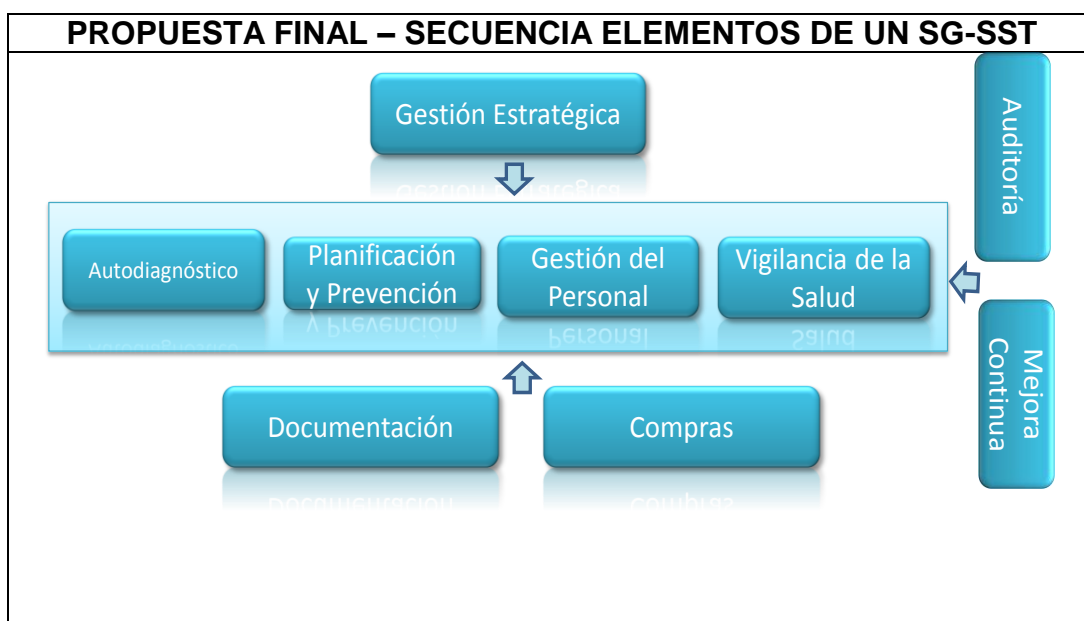 PROPUESTA FINAL – SECUENCIA ELEMENTOS DE UN SG-SST
Gestión Estratégica
Autodiagnóstico
Planificación
y Prevención
Gestión del
Personal
Vigilancia de la
Salud
Documentación
Compras
Auditoría
Mejora
Continua